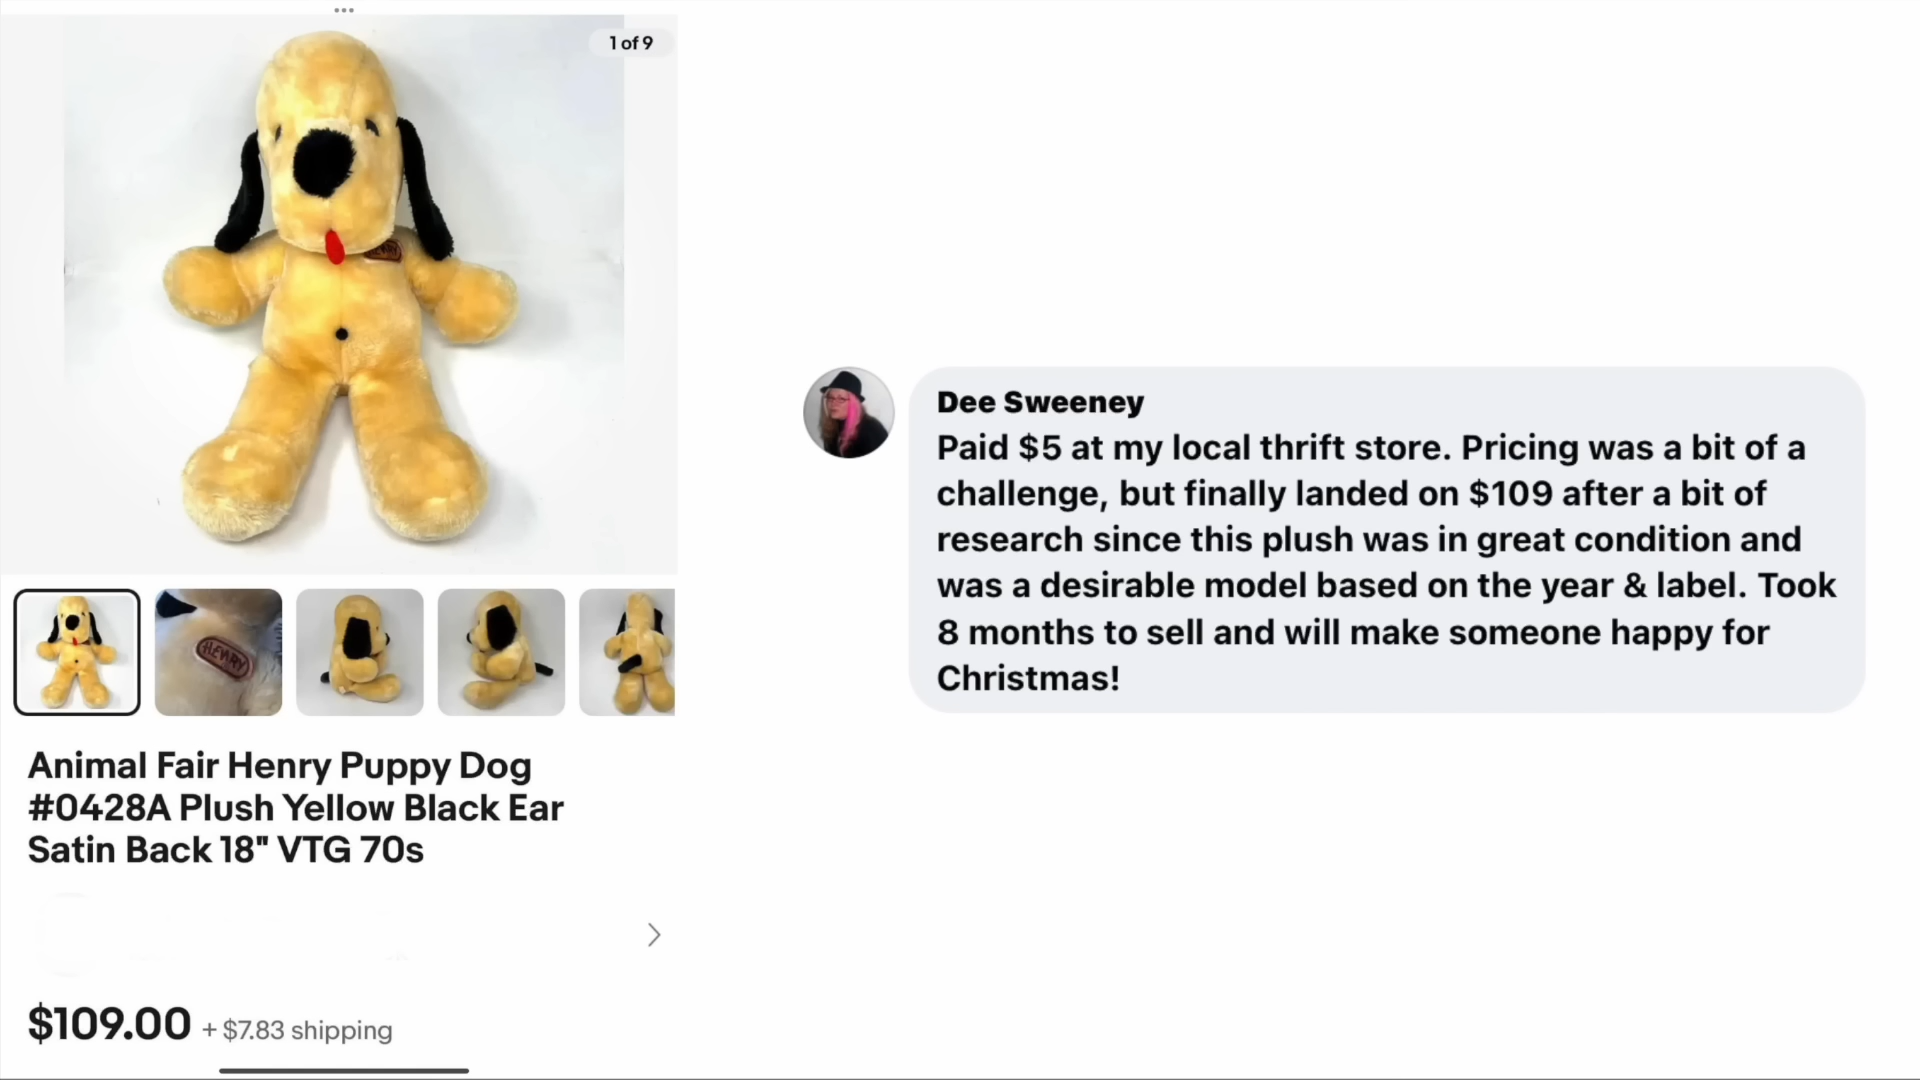 1 of 9
HENRY
Animal Fair Henry Puppy Dog
#0428A Plush Yellow Black Ear
Satin Back 18" VTG 70s
$109.00 + $7.83 shipping
Dee Sweeney
Paid $5 at my local thrift store. Pricing was a bit of a
challenge, but finally landed on $109 after a bit of
research since this plush was in great condition and
was a desirable model based on the year & label. Took
8 months to sell and will make someone happy for
Christmas!